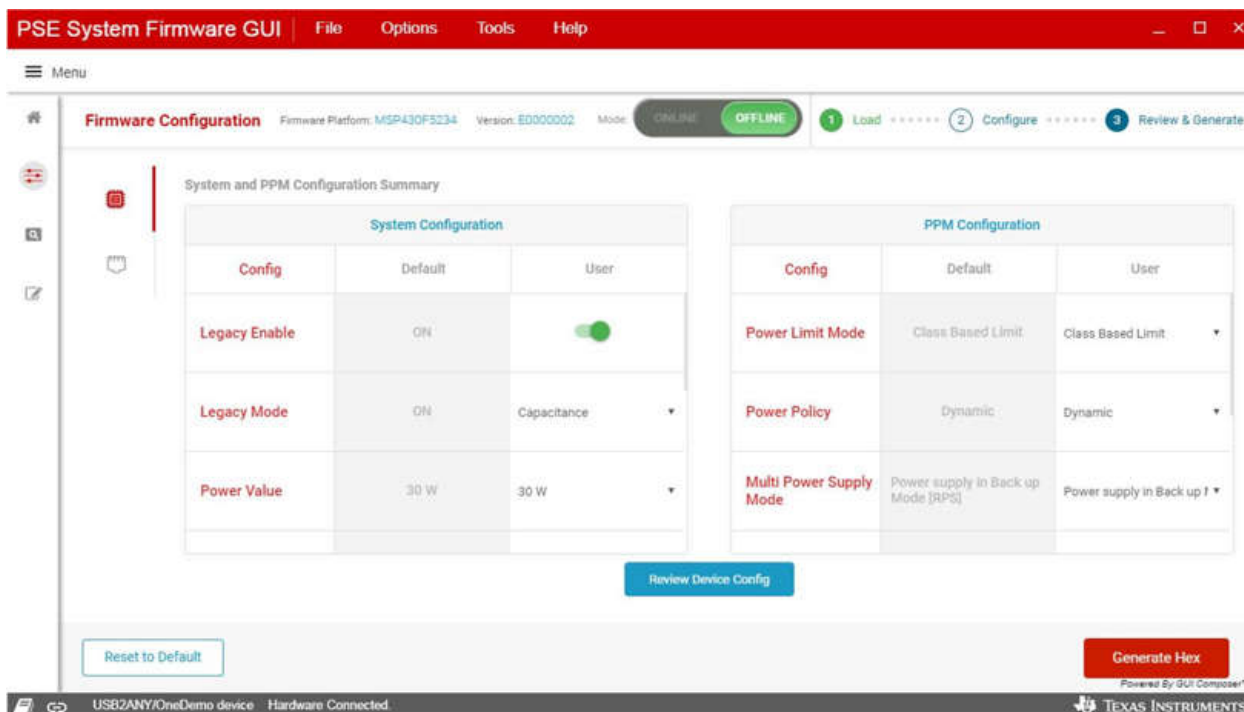 PSE System Firmware GUI | File Options Tools Help
Menu
Firmware Configuration Firmware Platform: MSP430F5234 Version: E0000002 Mode: ONLINE OFFLINE 1 Load 2 Configure 3 Review & Generate
System and PPM Configuration Summary
System Configuration
Config Default User
Legacy Enable ON
Legacy Mode ON Capacitance
Power Value 30 W 30 W
PPM Configuration
Config Default User
Power Limit Mode Class Based Limit Class Based Limit
Power Policy Dynamic Dynamic
Multi Power Supply Mode Power supply in Back up Mode [RPS] Power supply in Back up
Review Device Config
Reset to Default
Generate Hex
Powered By GUI Composer
USB2ANY/OneDemo device Hardware Connected.
TEXAS INSTRUMENTS